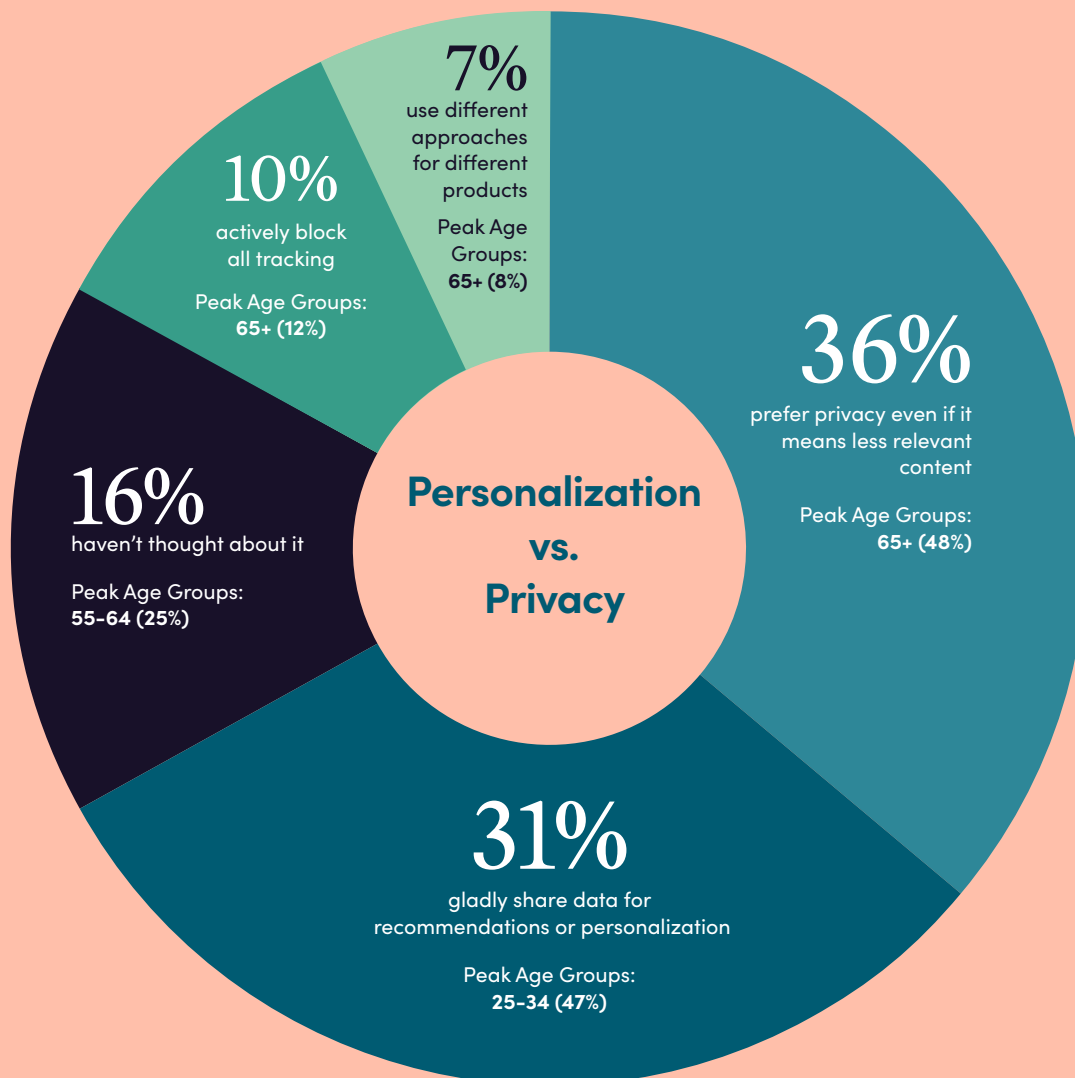 7%
use different
approaches
for different
products
Peak Age
Groups:
65+ (8%)
10%
actively block
all tracking
Peak Age Groups:
65+ (12%)
36%
prefer privacy even if it
means less relevant
content
Peak Age Groups:
65+ (48%)
16%
haven’t thought about it
Peak Age Groups:
55-64 (25%)
Personalization
vs.
Privacy
31%
gladly share data for
recommendations or personalization
Peak Age Groups:
25-34 (47%)